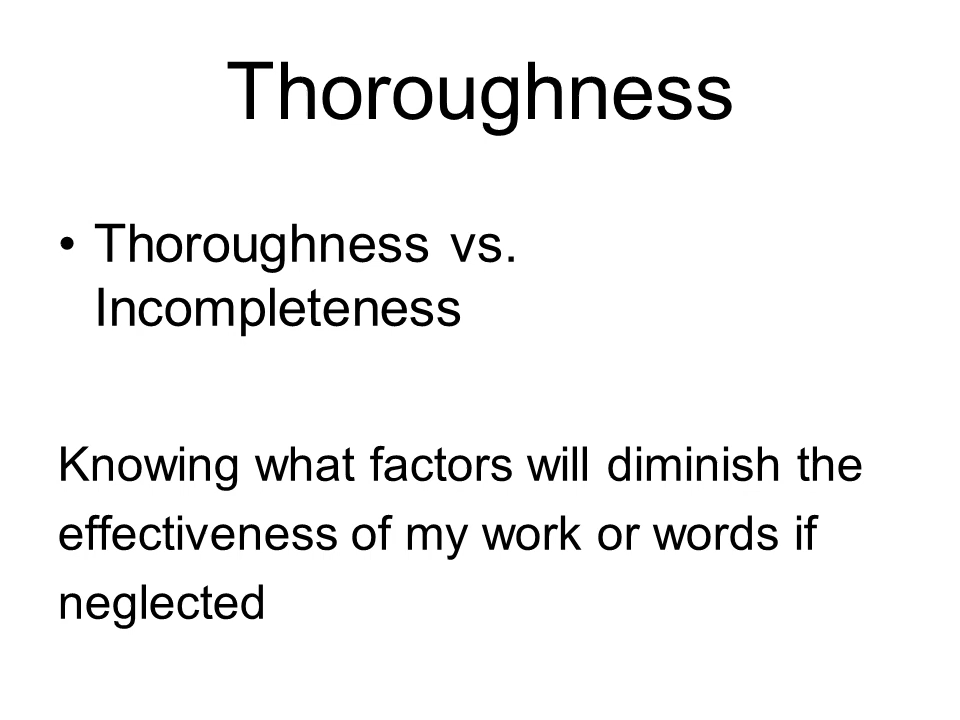 Thoroughness
• Thoroughness vs.
Incompleteness
Knowing what factors will diminish the
effectiveness of my work or words if
neglected